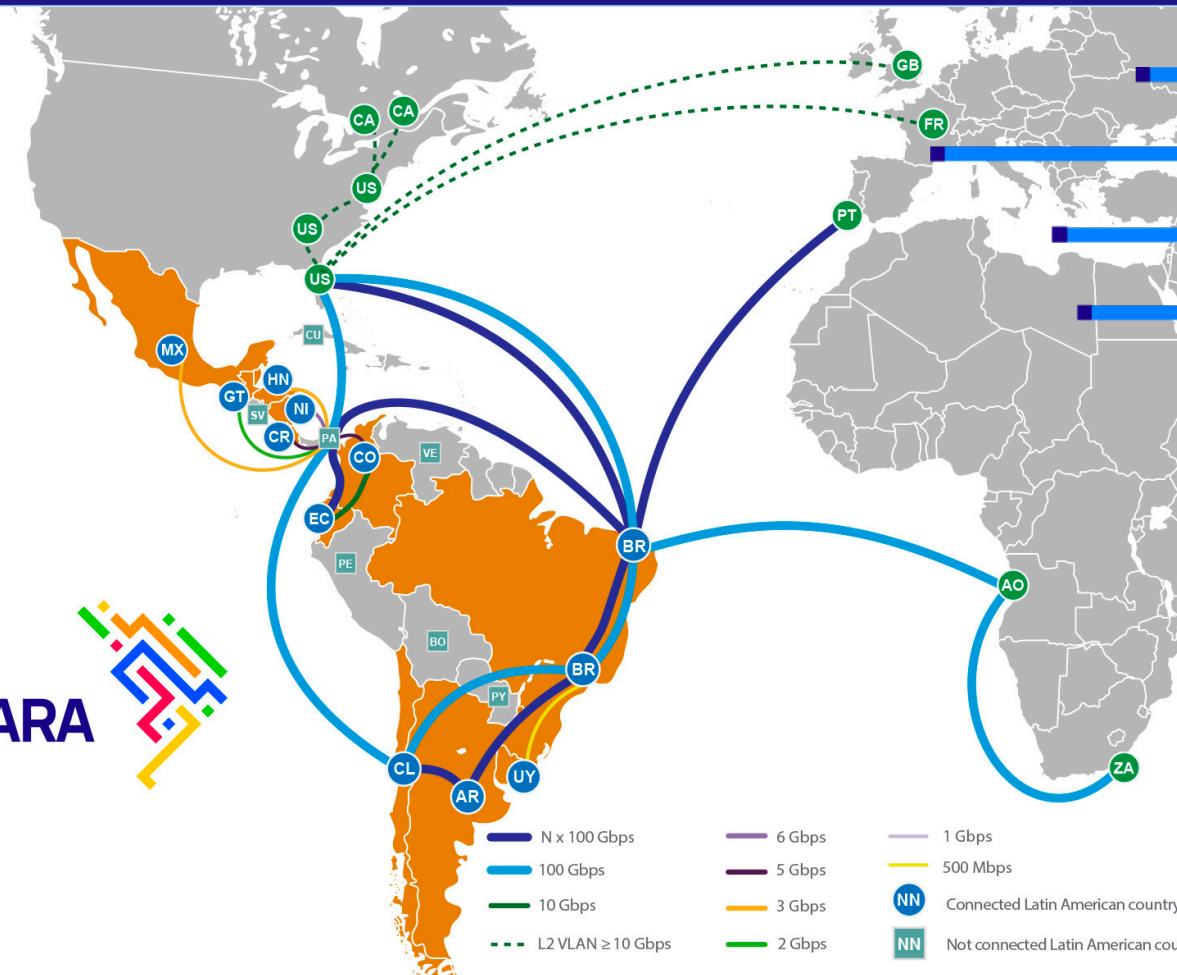 GB
CA
CA
FR
US
PT
US
US
CU
MX
HN
GT
NI
SV
CR
PA
CO
VE
EC
BR
PE
AO
BO
BR
PY
ARA
CL
UY
ZA
AR
N x 100 Gbps
6 Gbps
1 Gbps
100 Gbps
5 Gbps
500 Mbps
10 Gbps
3 Gbps
NN Connected Latin American country
L2 VLAN ≥ 10 Gbps
2 Gbps
NN Not connected Latin American cou